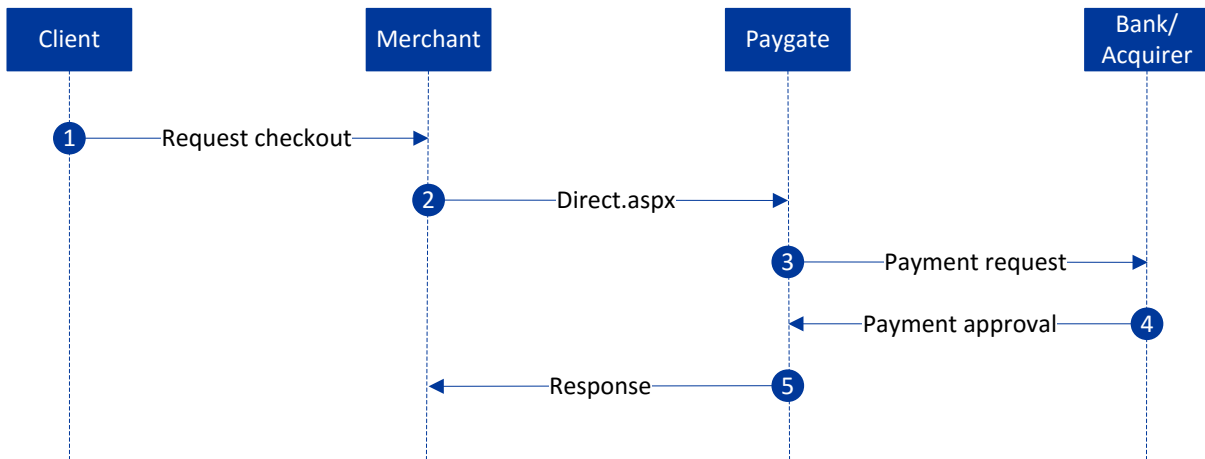 Client
Merchant
Paygate
Bank/
Acquirer
1 Request checkout
2 Direct.aspx
3 Payment request
Payment approval 4
Response 5